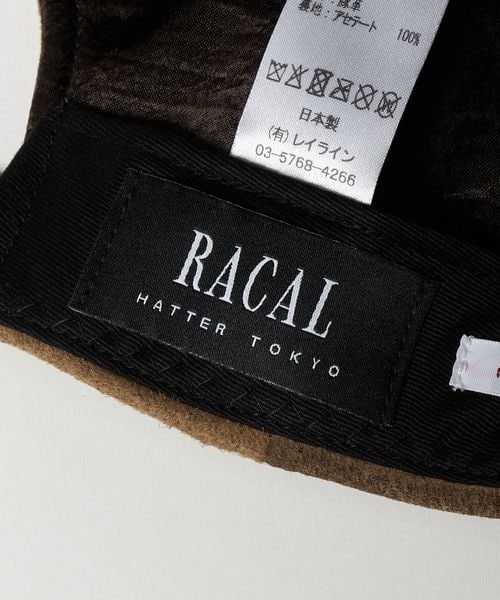 裏地：アセテート 100%
日本製
(有)レイライン
03-5768-4266
RACAL
HATTER TOKYO